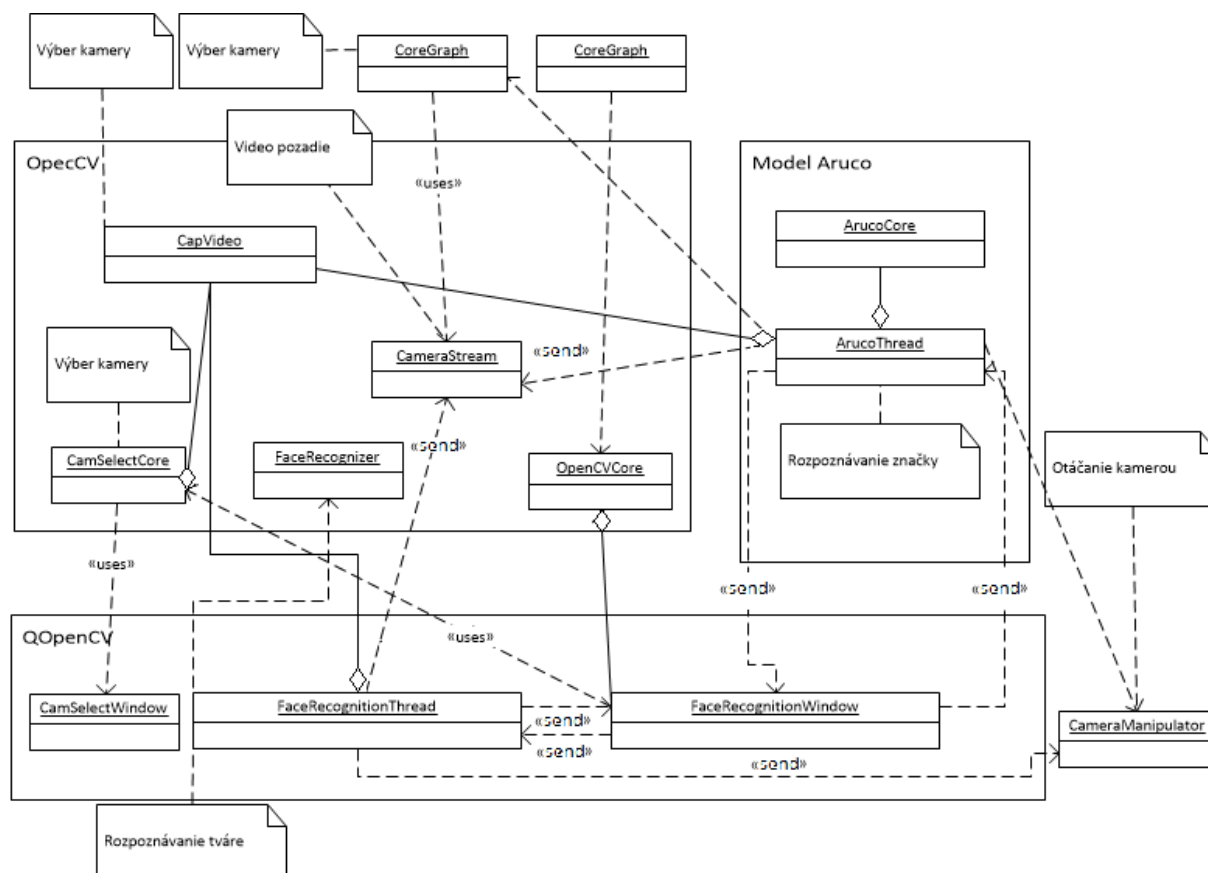 Výber kamery
Výber kamery
CoreGraph
CoreGraph
OpecCV
Video pozadie
«uses»
Model Aruco
CapVideo
ArucoCore
Výber kamery
CameraStream
«send»
ArucoThread
CamSelectCore
FaceRecognizer
«send»
OpenCVCore
Rozpoznávanie značky
Otáčanie kamerou
«uses»
«send»
«send»
QOpenCV
«uses»
CamSelectWindow
FaceRecognitionThread
«send»
«send»
FaceRecognitionWindow
CameraManipulator
«send»
Rozpoznávanie tváre